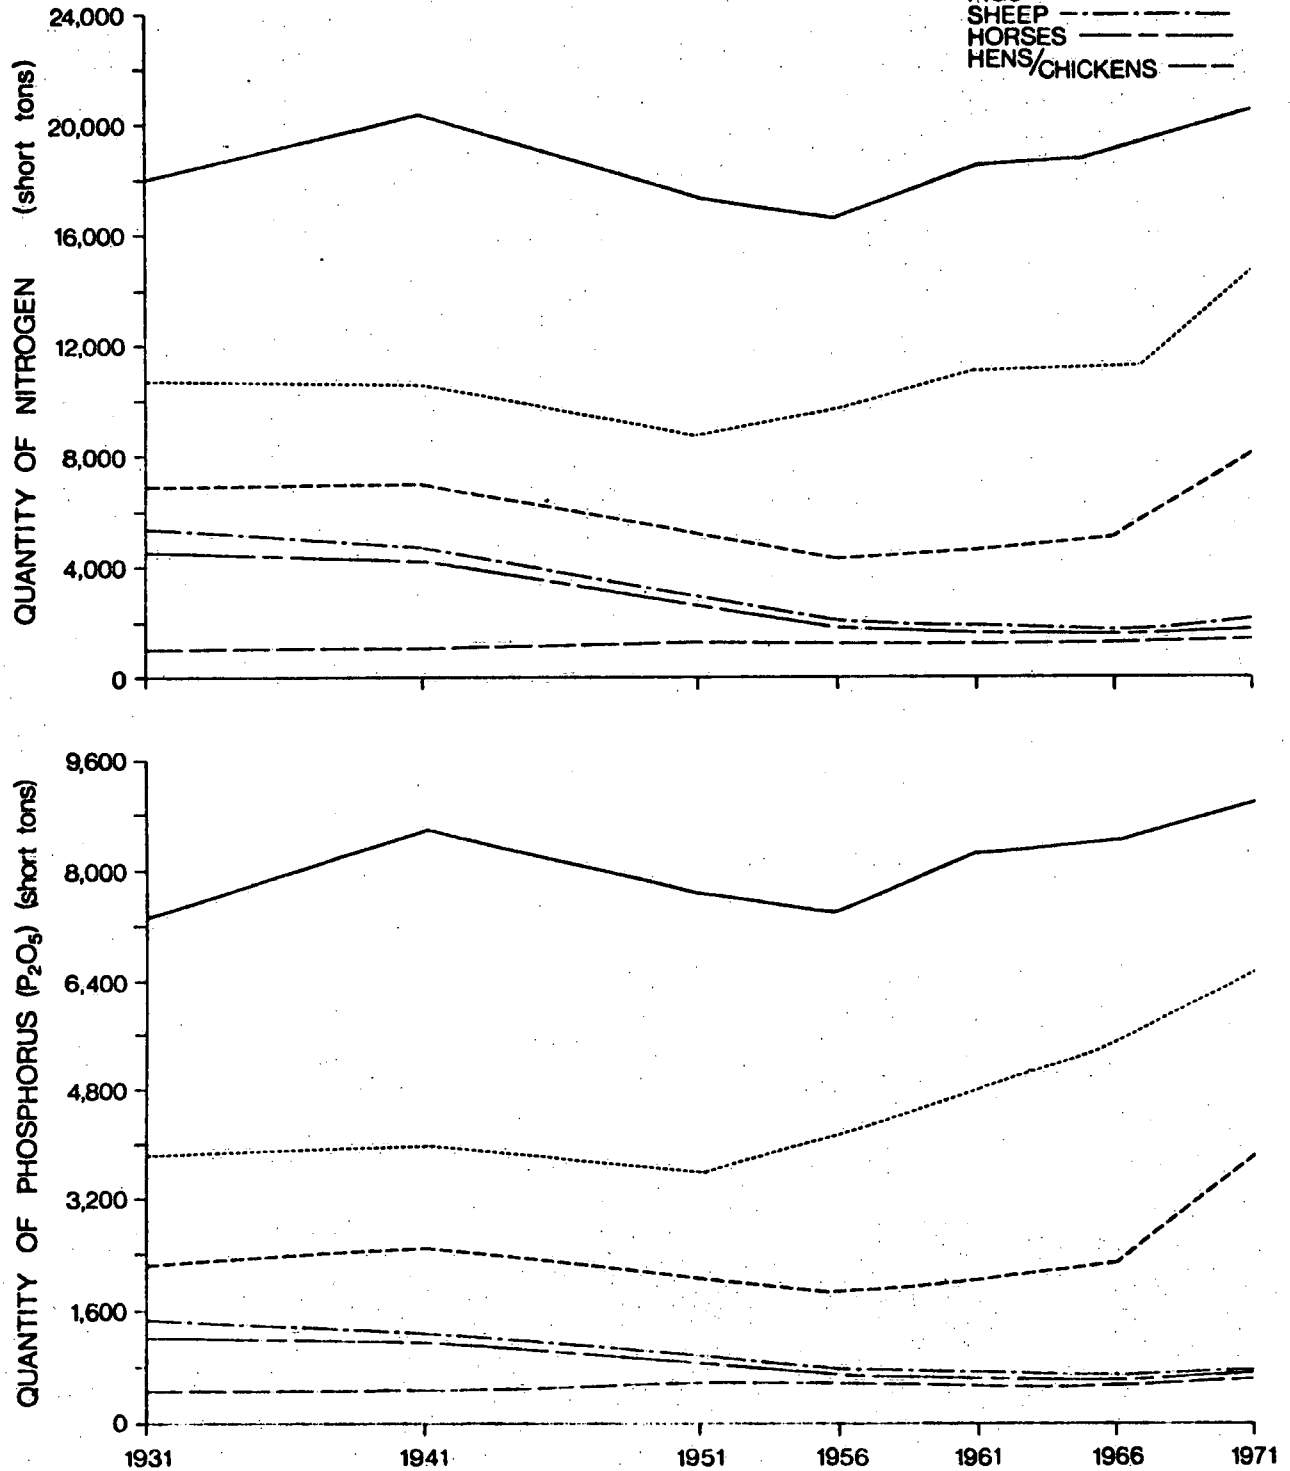 SHEEP
HORSES
HENS/CHICKENS
QUANTITY OF NITROGEN (short tons)
24,000
20,000
16,000
12,000
8,000
4,000
0
QUANTITY OF PHOSPHORUS (P₂O₅) (short tons)
9,600
8,000
6,400
4,800
3,200
1,600
0
1931 1941 1951 1956 1961 1966 1971